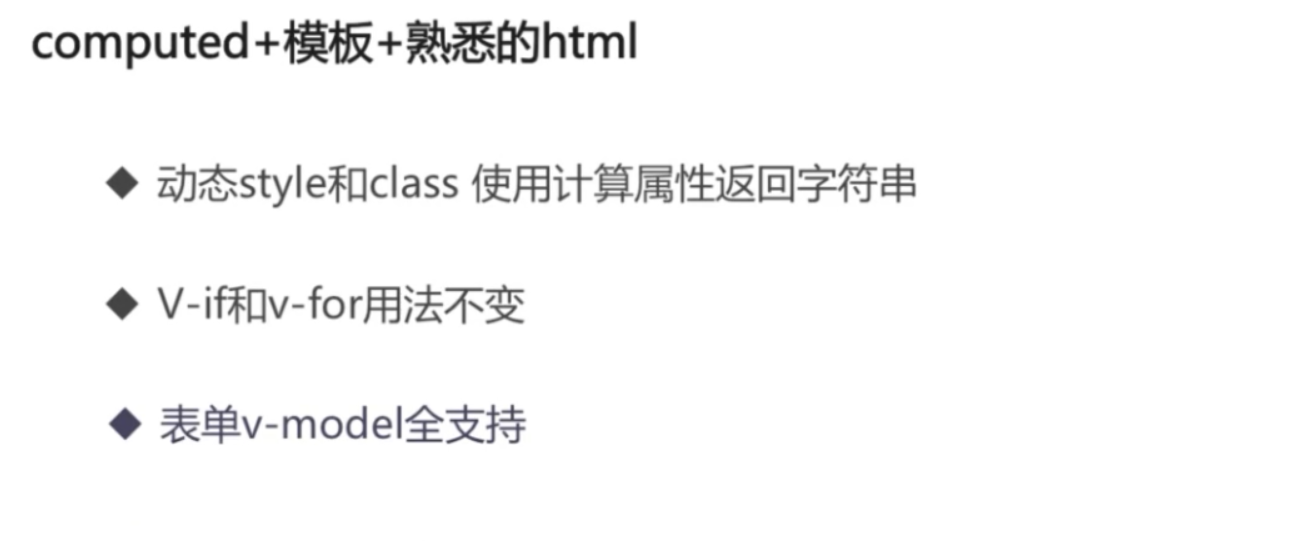 computed+模板+熟悉的html
◆ 动态style和class 使用计算属性返回字符串
◆ V-if和v-for用法不变
◆ 表单v-model全支持